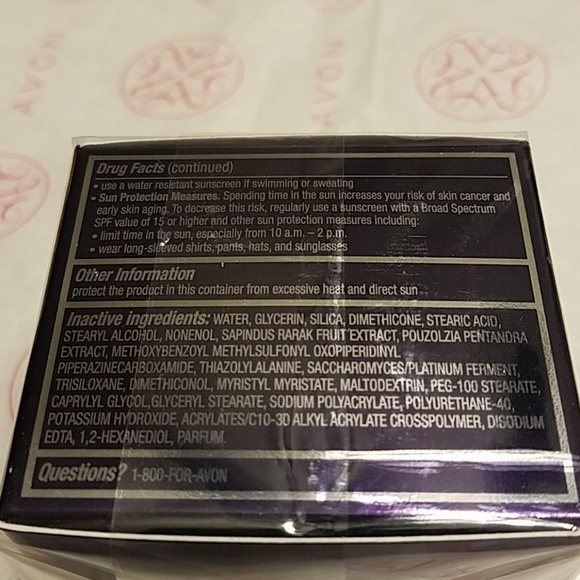 AVON
AVON
Drug Facts (continued)
• use a water resistant sunscreen if swimming or sweating
• Sun Protection Measures. Spending time in the sun increases your risk of skin cancer and
early skin aging. To decrease this risk, regularly use a sunscreen with a Broad Spectrum
SPF value of 15 or higher and other sun protection measures including:
• limit time in the sun, especially from 10 a.m. – 2 p.m.
• wear long-sleeved shirts, pants, hats, and sunglasses
Other Information
protect the product in this container from excessive heat and direct sun
Inactive ingredients: WATER, GLYCERIN, SILICA, DIMETHICONE, STEARIC ACID,
STEARYL ALCOHOL, NONENOL, SAPINDUS RARAK FRUIT EXTRACT, POUZOLZIA PENTANDRA
EXTRACT, METHOXYBENZOYL METHYLSULFONYL OXOPIPERIDINYL
PIPERAZINECARBOXAMIDE, THIAZOLYLALANINE, SACCHAROMYCES/PLATINUM FERMENT,
TRISILOXANE, DIMETHICONOL, MYRISTYL MYRISTATE, MALTODEXTRIN, PEG-100 STEARATE,
CAPRYLYL GLYCOL,GLYCERYL STEARATE, SODIUM POLYACRYLATE, POLYURETHANE-40,
POTASSIUM HYDROXIDE, ACRYLATES/C10-30 ALKYL ACRYLATE CROSSPOLYMER, DISODIUM
EDTA, 1,2-HEXANEDIOL, PARFUM.
Questions? 1-800-FOR-AVON